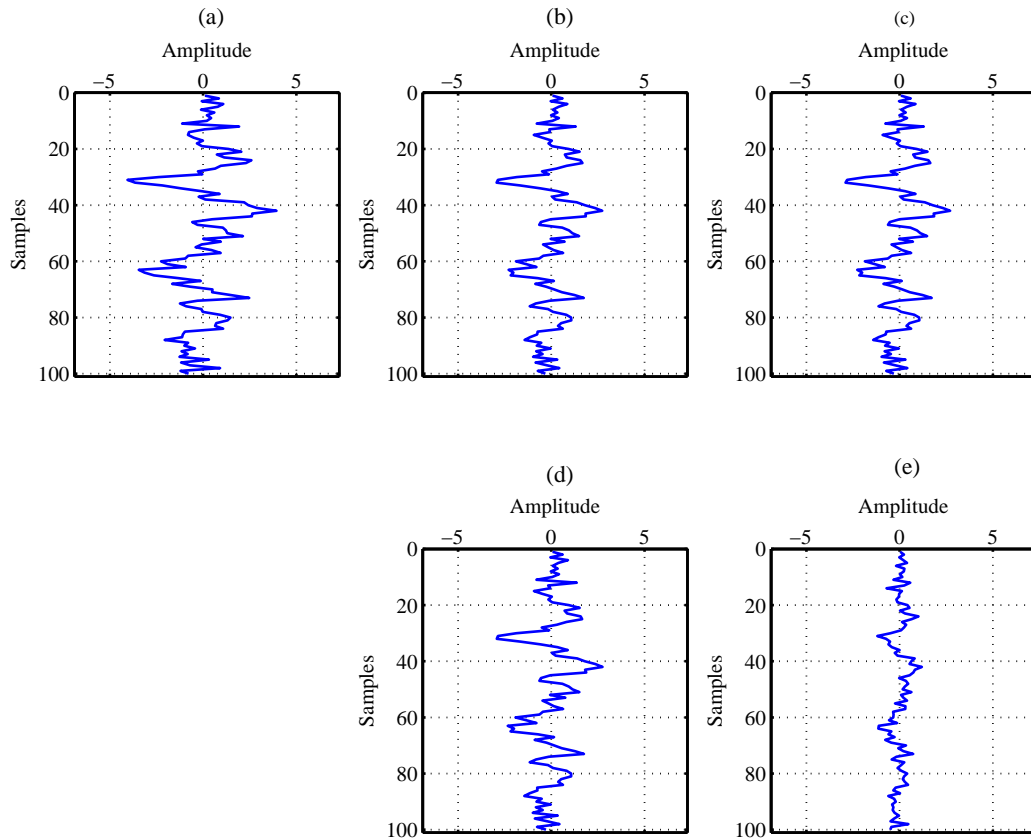 (a) (b) (c)
Amplitude Amplitude Amplitude
−5 0 5 −5 0 5 −5 0 5
0 0 0
20 20 20
40 40 40
Samples Samples Samples
60 60 60
80 80 80
100 100 100
(d) (e)
Amplitude Amplitude
−5 0 5 −5 0 5
0 0
20 20
40 40
Samples Samples
60 60
80 80
100 100